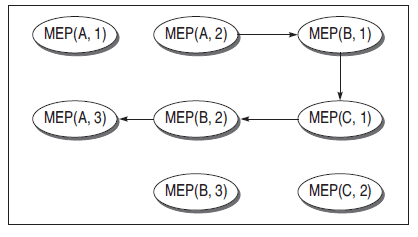 MEP(A, 1) MEP(A, 2) MEP(B, 1)
MEP(A, 3) MEP(B, 2) MEP(C, 1)
MEP(B, 3) MEP(C, 2)